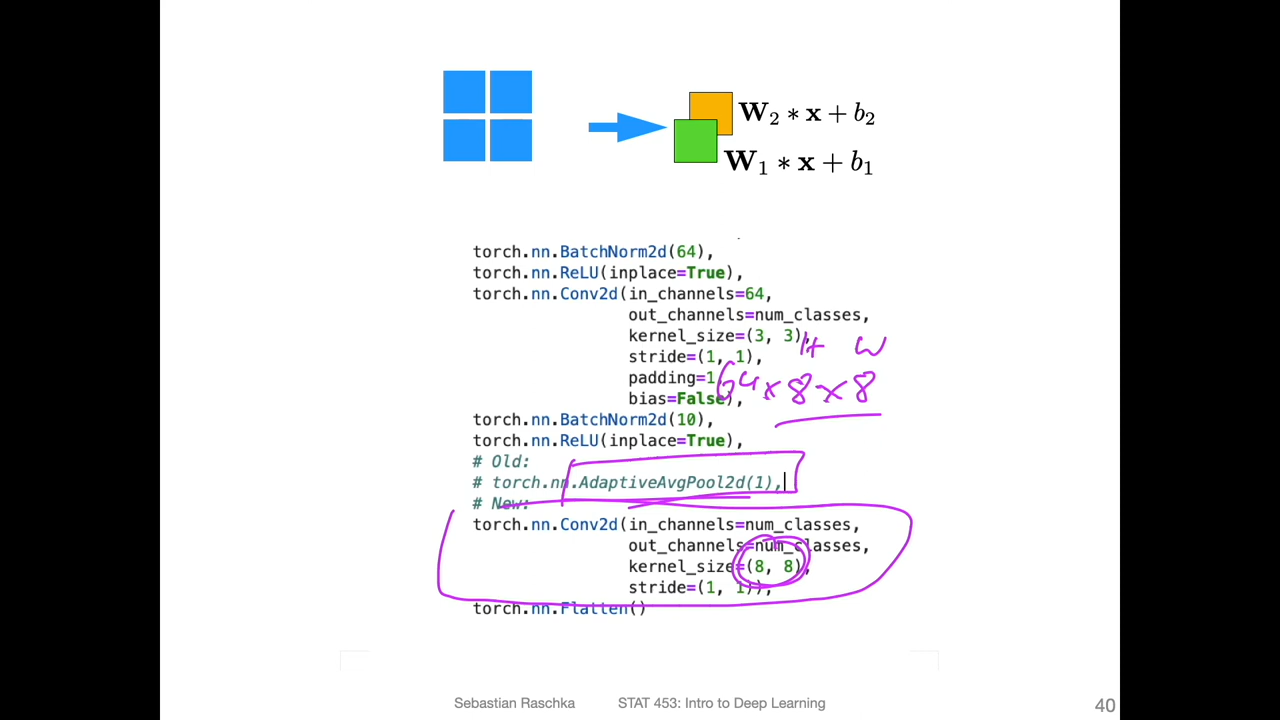 W₂ * x + b₂
W₁ * x + b₁
torch.nn.BatchNorm2d(64),
torch.nn.ReLU(inplace=True),
torch.nn.Conv2d(in_channels=64,
out_channels=num_classes,
kernel_size=(3, 3),
stride=(1, 1),
padding=1,
bias=False),
H W
64 x 8 x 8
torch.nn.BatchNorm2d(10),
torch.nn.ReLU(inplace=True),
# Old:
# torch.nn.AdaptiveAvgPool2d(1),
# New:
torch.nn.Conv2d(in_channels=num_classes,
out_channels=num_classes,
kernel_size=(8, 8),
stride=(1, 1)),
torch.nn.Flatten()
Sebastian Raschka STAT 453: Intro to Deep Learning 40